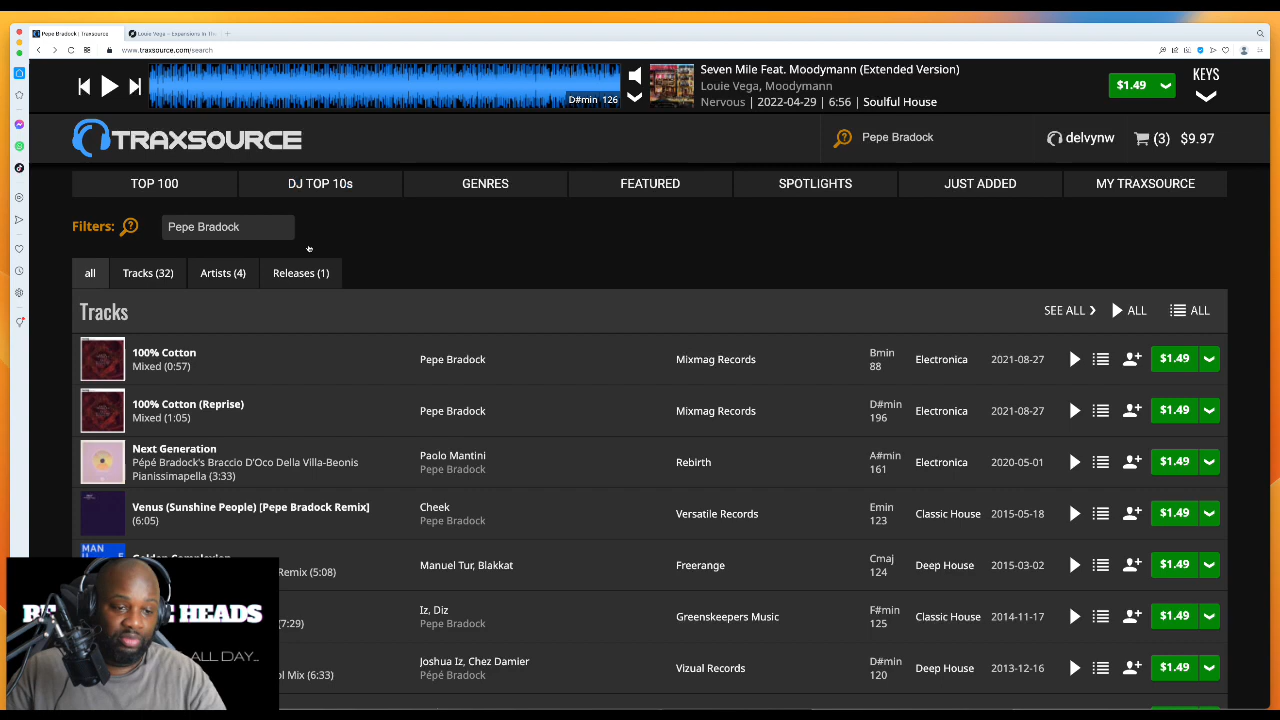 Pepe Bradock | Traxsource
Louie Vega – Expansions In Th
www.traxsource.com/search
D#min 126
Seven Mile Feat. Moodymann (Extended Version)
Louie Vega, Moodymann
Nervous | 2022-04-29 | 6:56 | Soulful House
$1.49
KEYS
TRAXSOURCE
Pepe Bradock
delvynw
(3) $9.97
TOP 100
DJ TOP 10s
GENRES
FEATURED
SPOTLIGHTS
JUST ADDED
MY TRAXSOURCE
Filters:
Pepe Bradock
all
Tracks (32)
Artists (4)
Releases (1)
Tracks
SEE ALL
ALL
ALL
100% Cotton
Mixed (0:57)
Pepe Bradock
Mixmag Records
Bmin
88
Electronica
2021-08-27
$1.49
100% Cotton (Reprise)
Mixed (1:05)
Pepe Bradock
Mixmag Records
D#min
196
Electronica
2021-08-27
$1.49
Next Generation
Pépé Bradock's Braccio D'Oco Della Villa-Beonis
Pianissimapella (3:33)
Paolo Mantini
Pepe Bradock
Rebirth
A#min
161
Electronica
2020-05-01
$1.49
Venus (Sunshine People) [Pepe Bradock Remix]
(6:05)
Cheek
Pepe Bradock
Versatile Records
Emin
123
Classic House
2015-05-18
$1.49
MAN
Golden Complexion
Remix (5:08)
Manuel Tur, Blakkat
Freerange
Cmaj
124
Deep House
2015-03-02
$1.49
(7:29)
Iz, Diz
Pepe Bradock
Greenskeepers Music
F#min
125
Classic House
2014-11-17
$1.49
ol Mix (6:33)
Joshua Iz, Chez Damier
Pépé Bradock
Vizual Records
D#min
120
Deep House
2013-12-16
$1.49
HEADS
ALL DAY...